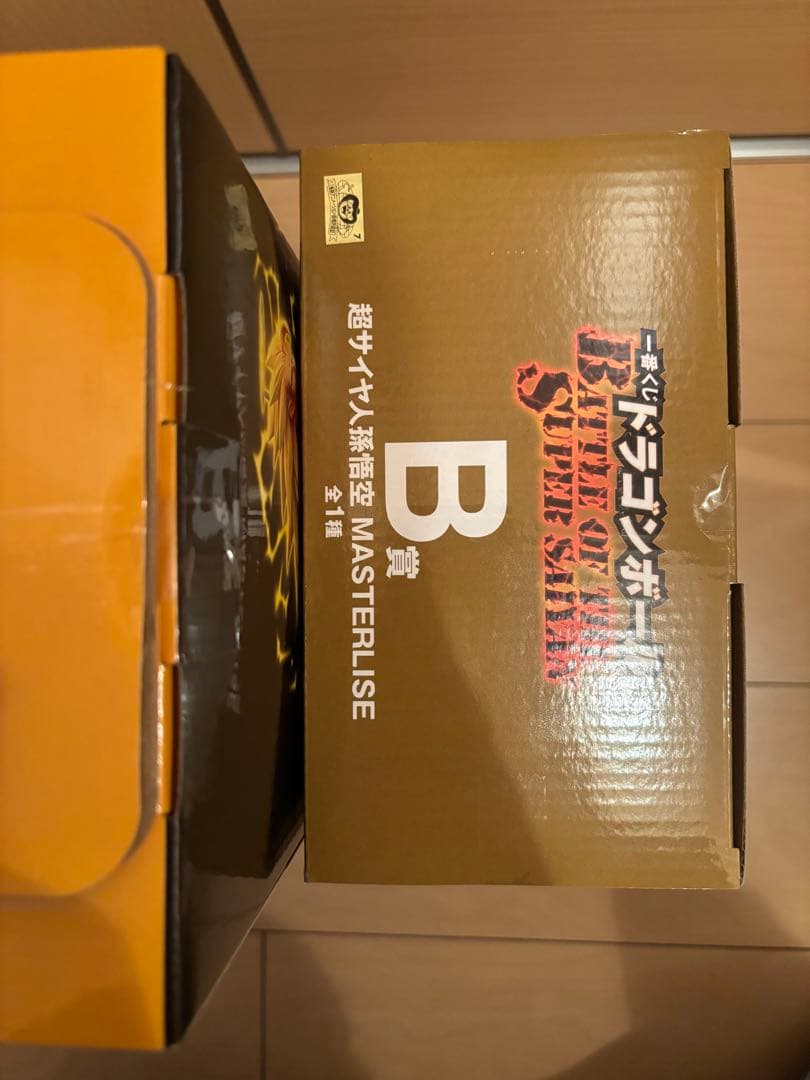 一番くじ
ドラゴンボール
BATTLE OF THE
SUPER SAIYAN
B賞
超サイヤ人孫悟空 MASTERLISE
全1種